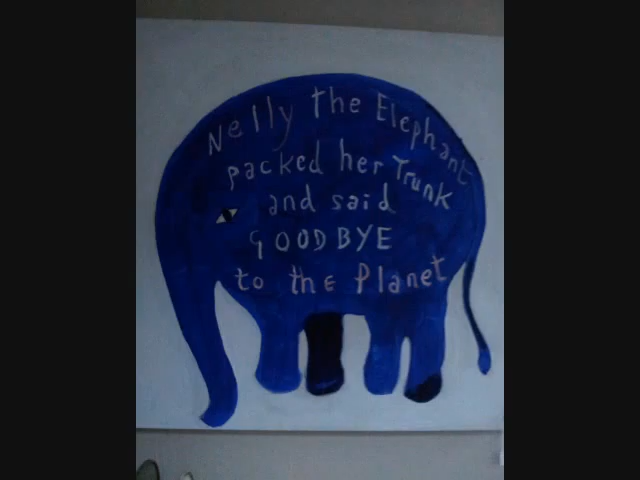 Nelly the Elephant
packed her Trunk
and said
GOODBYE
to the Planet